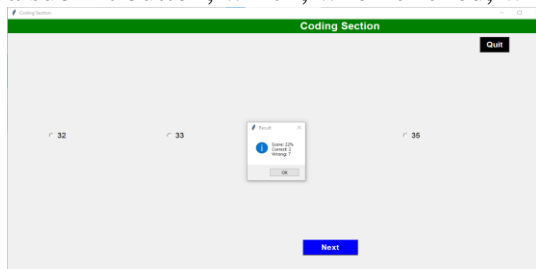 Coding Section
Coding Section
Quit
32
33
35
Result
Score: 22%
Correct: 2
Wrong: 7
OK
Next